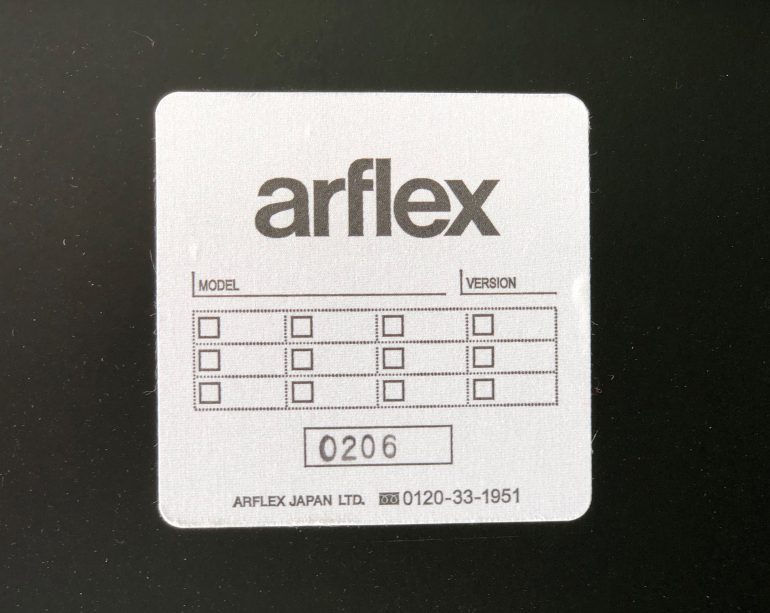 arflex
MODEL VERSION
0206
ARFLEX JAPAN LTD. 0120-33-1951